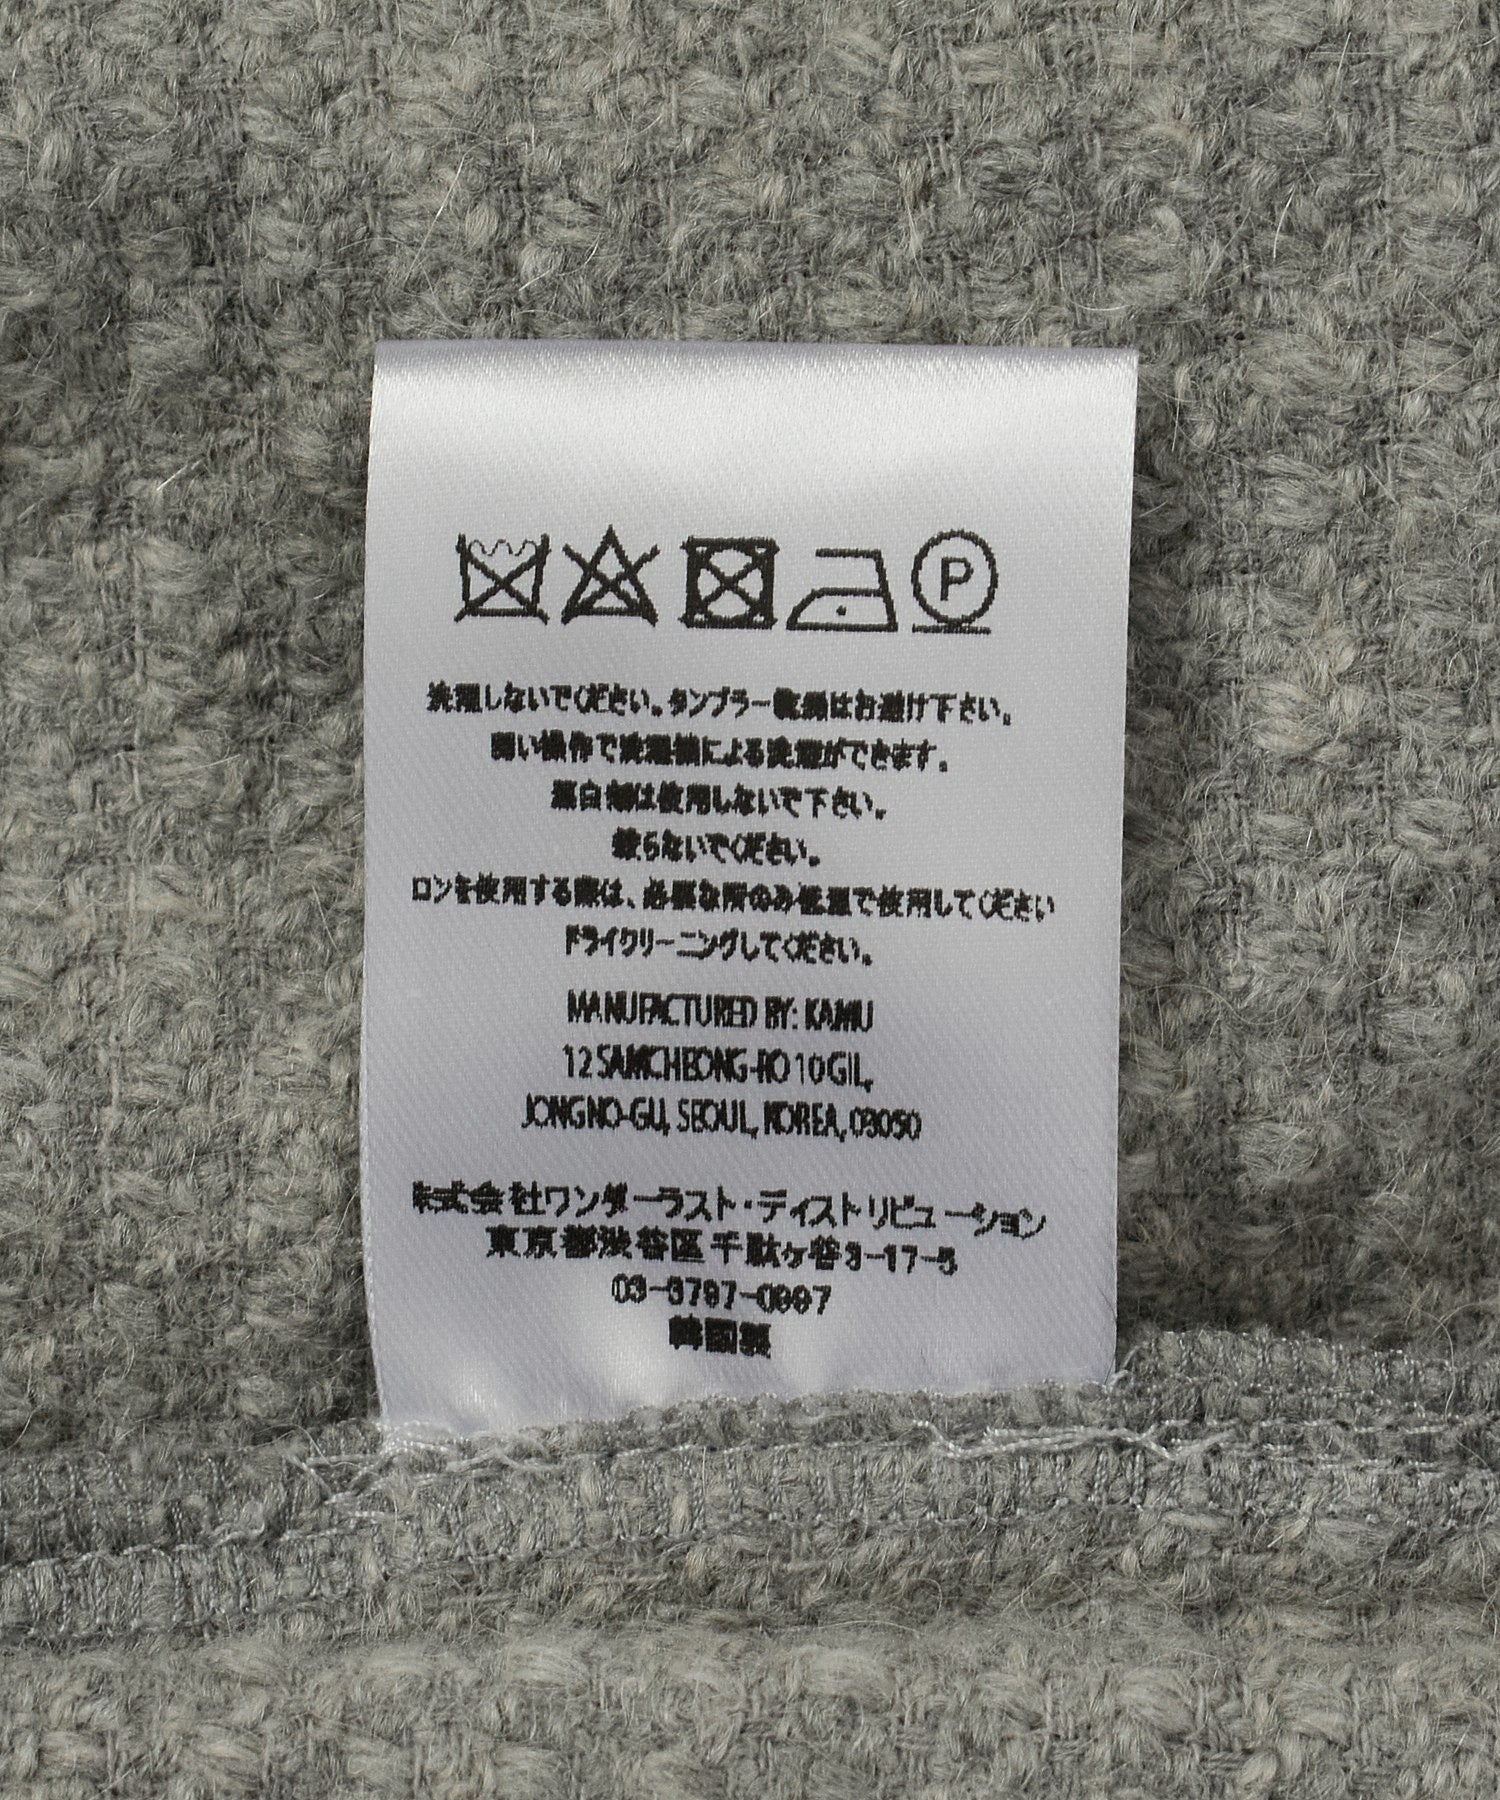 P
洗濯しないでください。タンブラー乾燥はお避け下さい。
弱い操作で洗濯機による洗濯ができます。
漂白剤は使用しないで下さい。
絞らないでください。
ロンを使用する際は、必要な所のみ低温で使用してください
ドライクリーニングしてください。
MANUFACTURED BY: KAMU
12 SAMCHEONG-RO 10 GIL,
JONGNO-GU, SEOUL, KOREA, 03050
株式会社ワンダーラスト・ディストリビューション
東京都渋谷区千駄ヶ谷3-17-5
03-3797-0997
韓国製